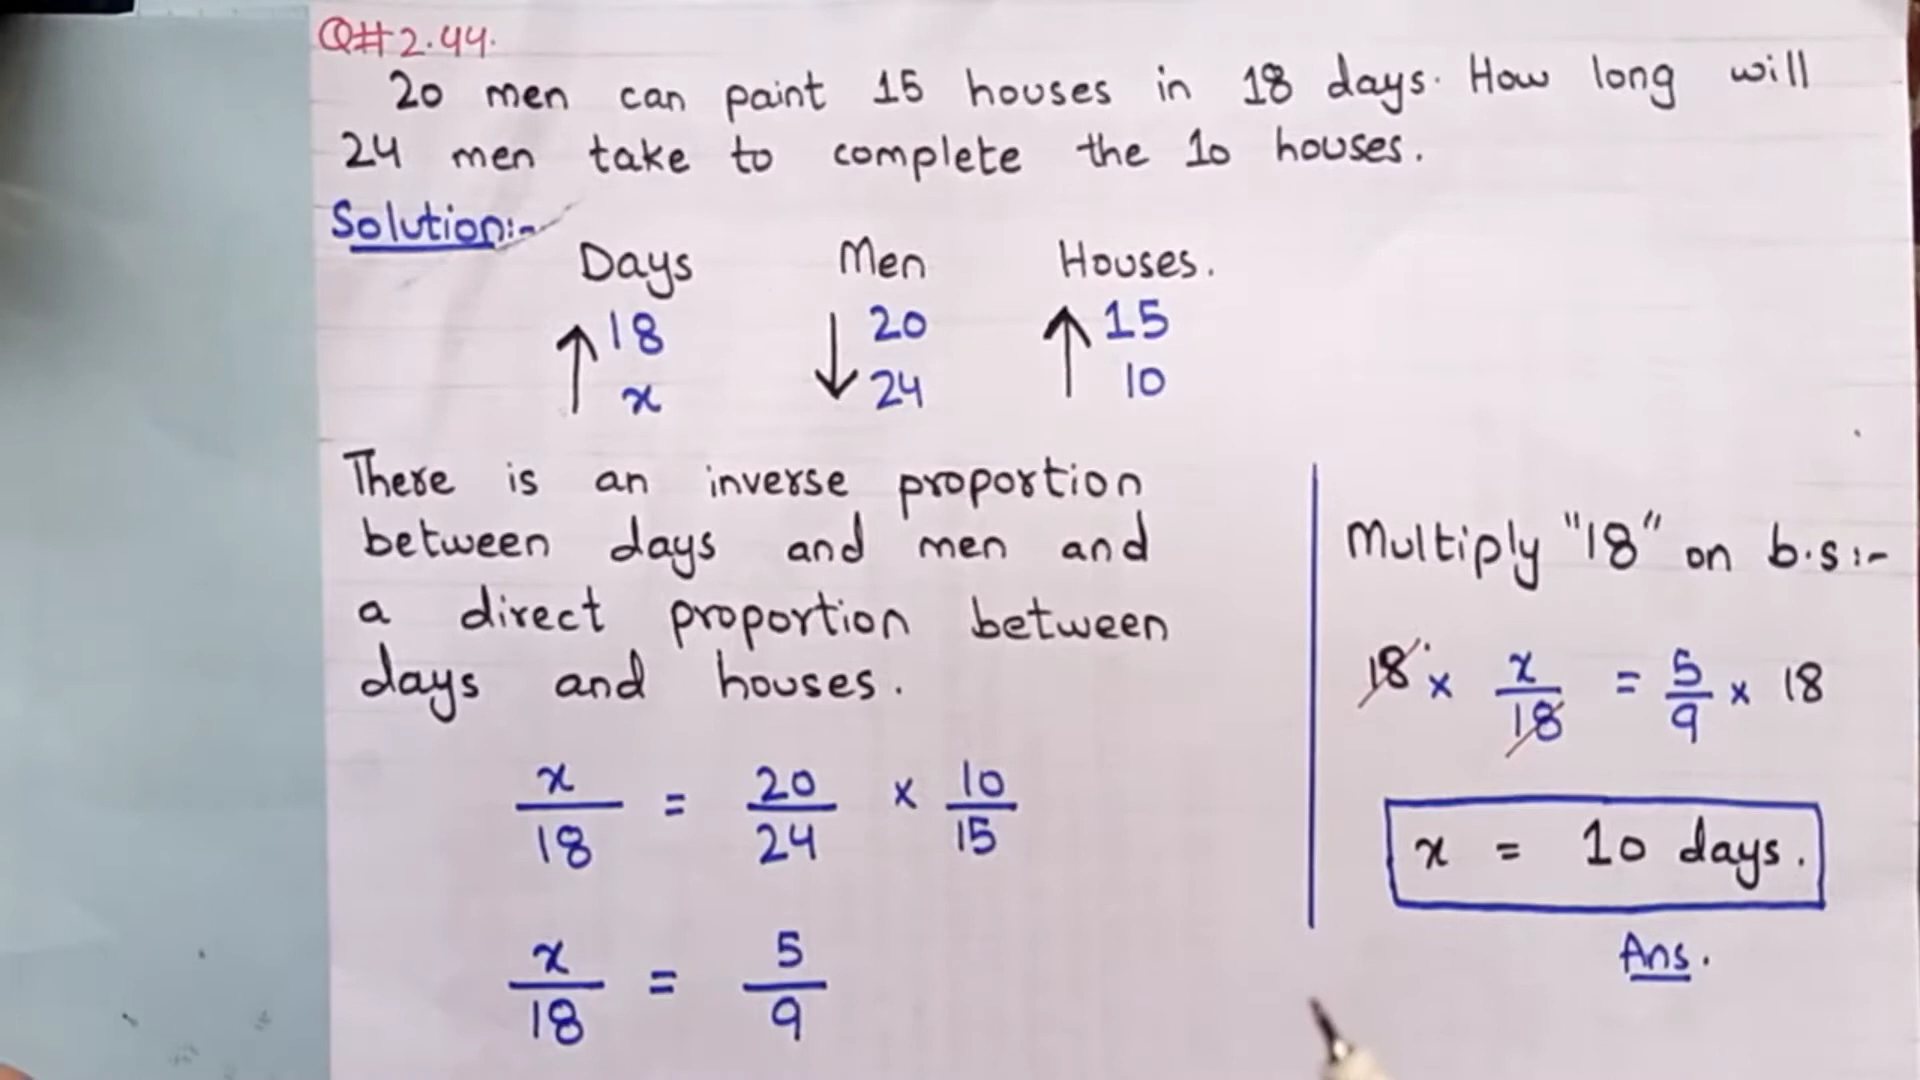 Q# 2.44.
20 men can paint 15 houses in 18 days. How long will
24 men take to complete the 10 houses.
Solution:-
Days Men Houses.
↑ 18 ↓ 20 ↑ 15
x 24 10
There is an inverse proportion
between days and men and
a direct proportion between
days and houses.
x/18 = 20/24 × 10/15
x/18 = 5/9
Multiply "18" on b.s:-
18 × x/18 = 5/9 × 18
x = 10 days.
Ans.